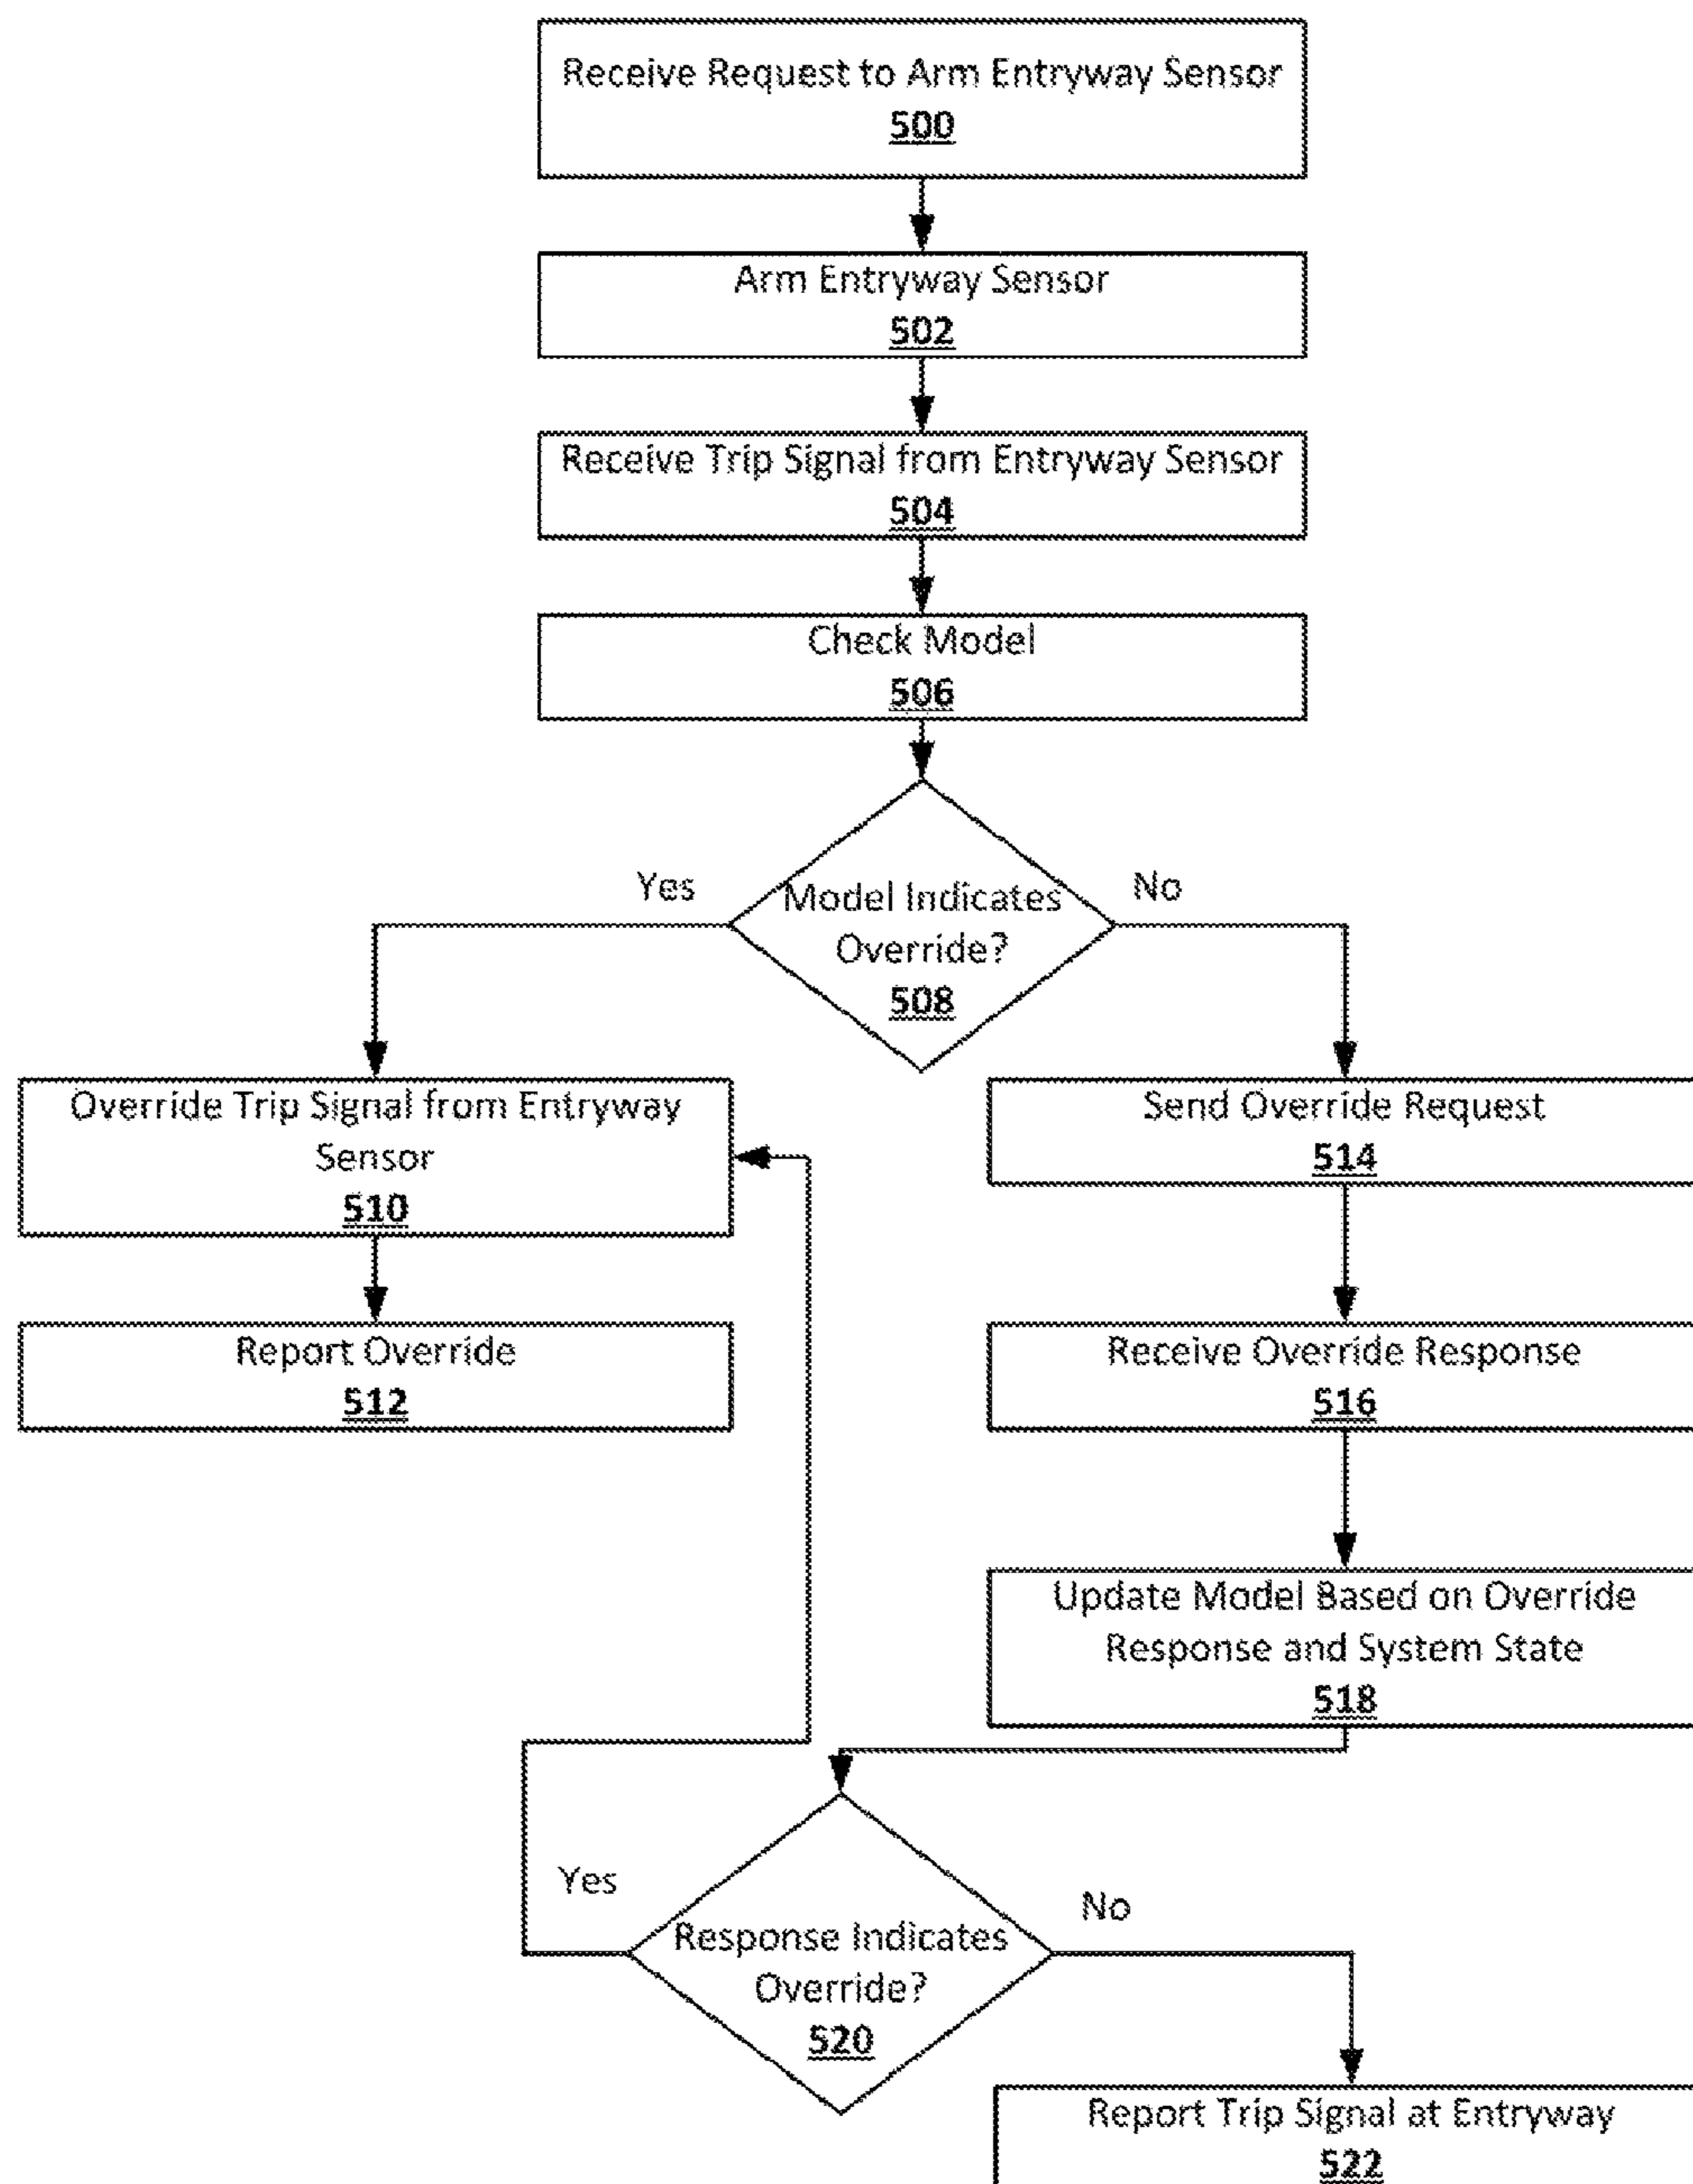 Receive Request to Arm Entryway Sensor
500
Arm Entryway Sensor
502
Receive Trip Signal from Entryway Sensor
504
Check Model
506
Yes
No
Model Indicates
Override?
508
Override Trip Signal from Entryway
Sensor
510
Report Override
512
Send Override Request
514
Receive Override Response
516
Update Model Based on Override
Response and System State
518
Yes
No
Response Indicates
Override?
520
Report Trip Signal at Entryway
522